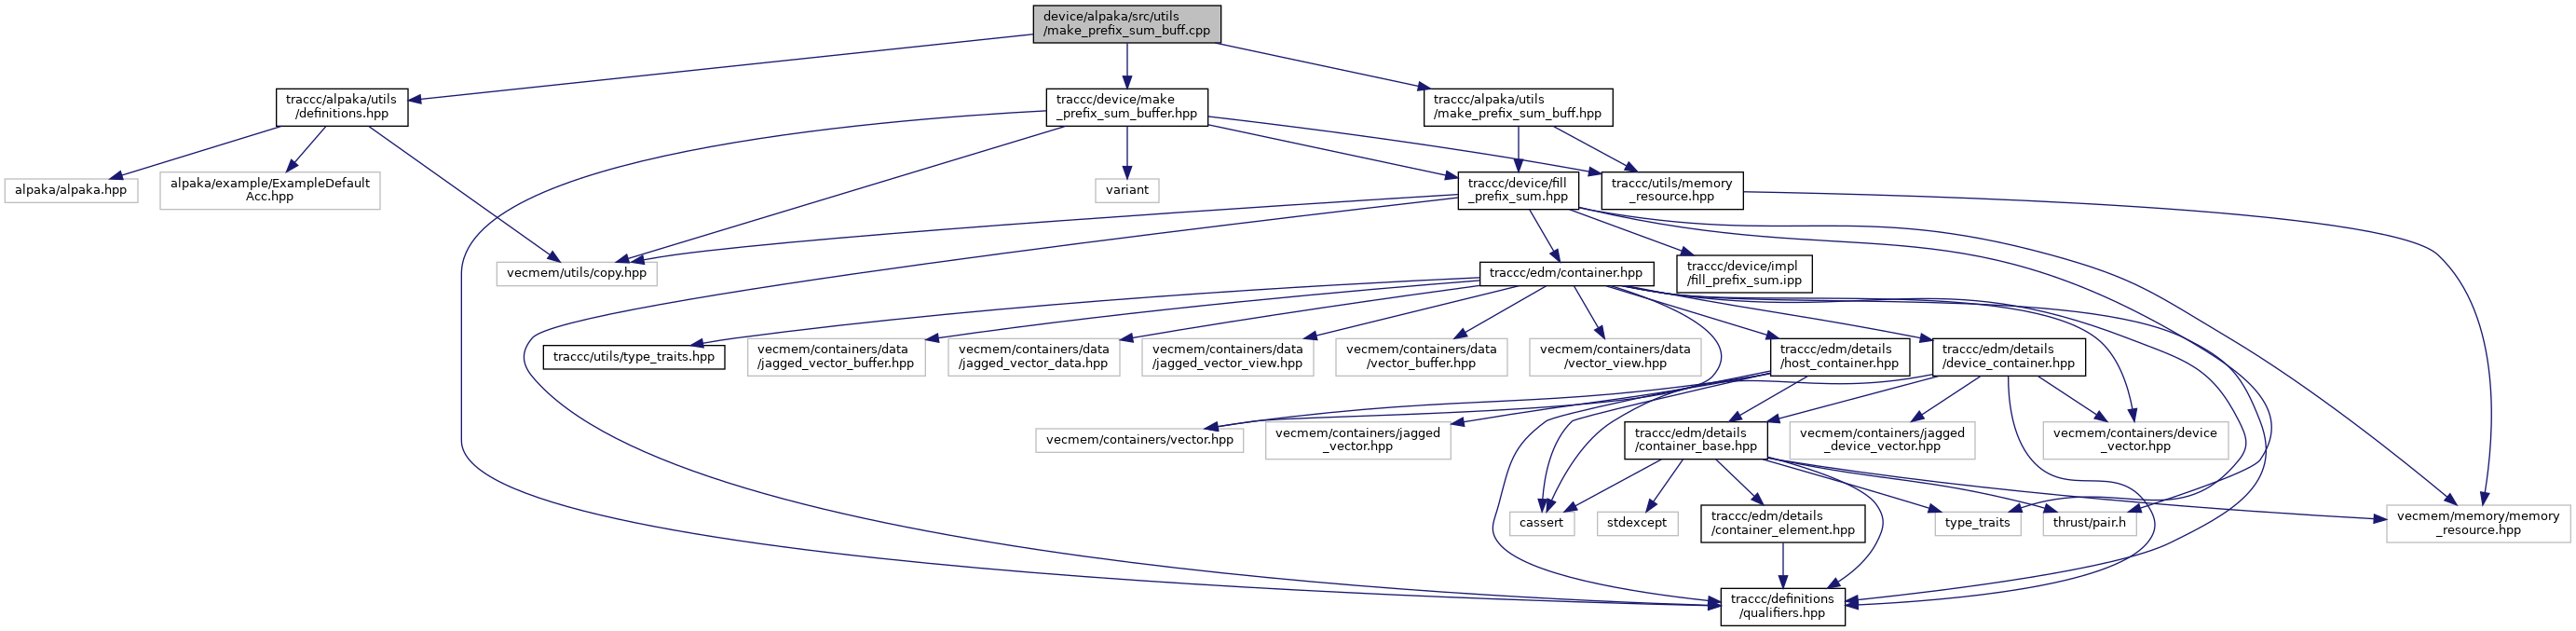 device/alpaka/src/utils
/make_prefix_sum_buff.cpp
traccc/alpaka/utils
/definitions.hpp
traccc/device/make
_prefix_sum_buffer.hpp
traccc/alpaka/utils
/make_prefix_sum_buff.hpp
alpaka/alpaka.hpp
alpaka/example/ExampleDefault
Acc.hpp
variant
traccc/device/fill
_prefix_sum.hpp
traccc/utils/memory
_resource.hpp
vecmem/utils/copy.hpp
traccc/edm/container.hpp
traccc/device/impl
/fill_prefix_sum.ipp
traccc/utils/type_traits.hpp
vecmem/containers/data
/jagged_vector_buffer.hpp
vecmem/containers/data
/jagged_vector_data.hpp
vecmem/containers/data
/jagged_vector_view.hpp
vecmem/containers/data
/vector_buffer.hpp
vecmem/containers/data
/vector_view.hpp
traccc/edm/details
/host_container.hpp
traccc/edm/details
/device_container.hpp
vecmem/containers/vector.hpp
vecmem/containers/jagged
_vector.hpp
traccc/edm/details
/container_base.hpp
vecmem/containers/jagged
_device_vector.hpp
vecmem/containers/device
_vector.hpp
cassert
stdexcept
traccc/edm/details
/container_element.hpp
type_traits
thrust/pair.h
vecmem/memory/memory
_resource.hpp
traccc/definitions
/qualifiers.hpp